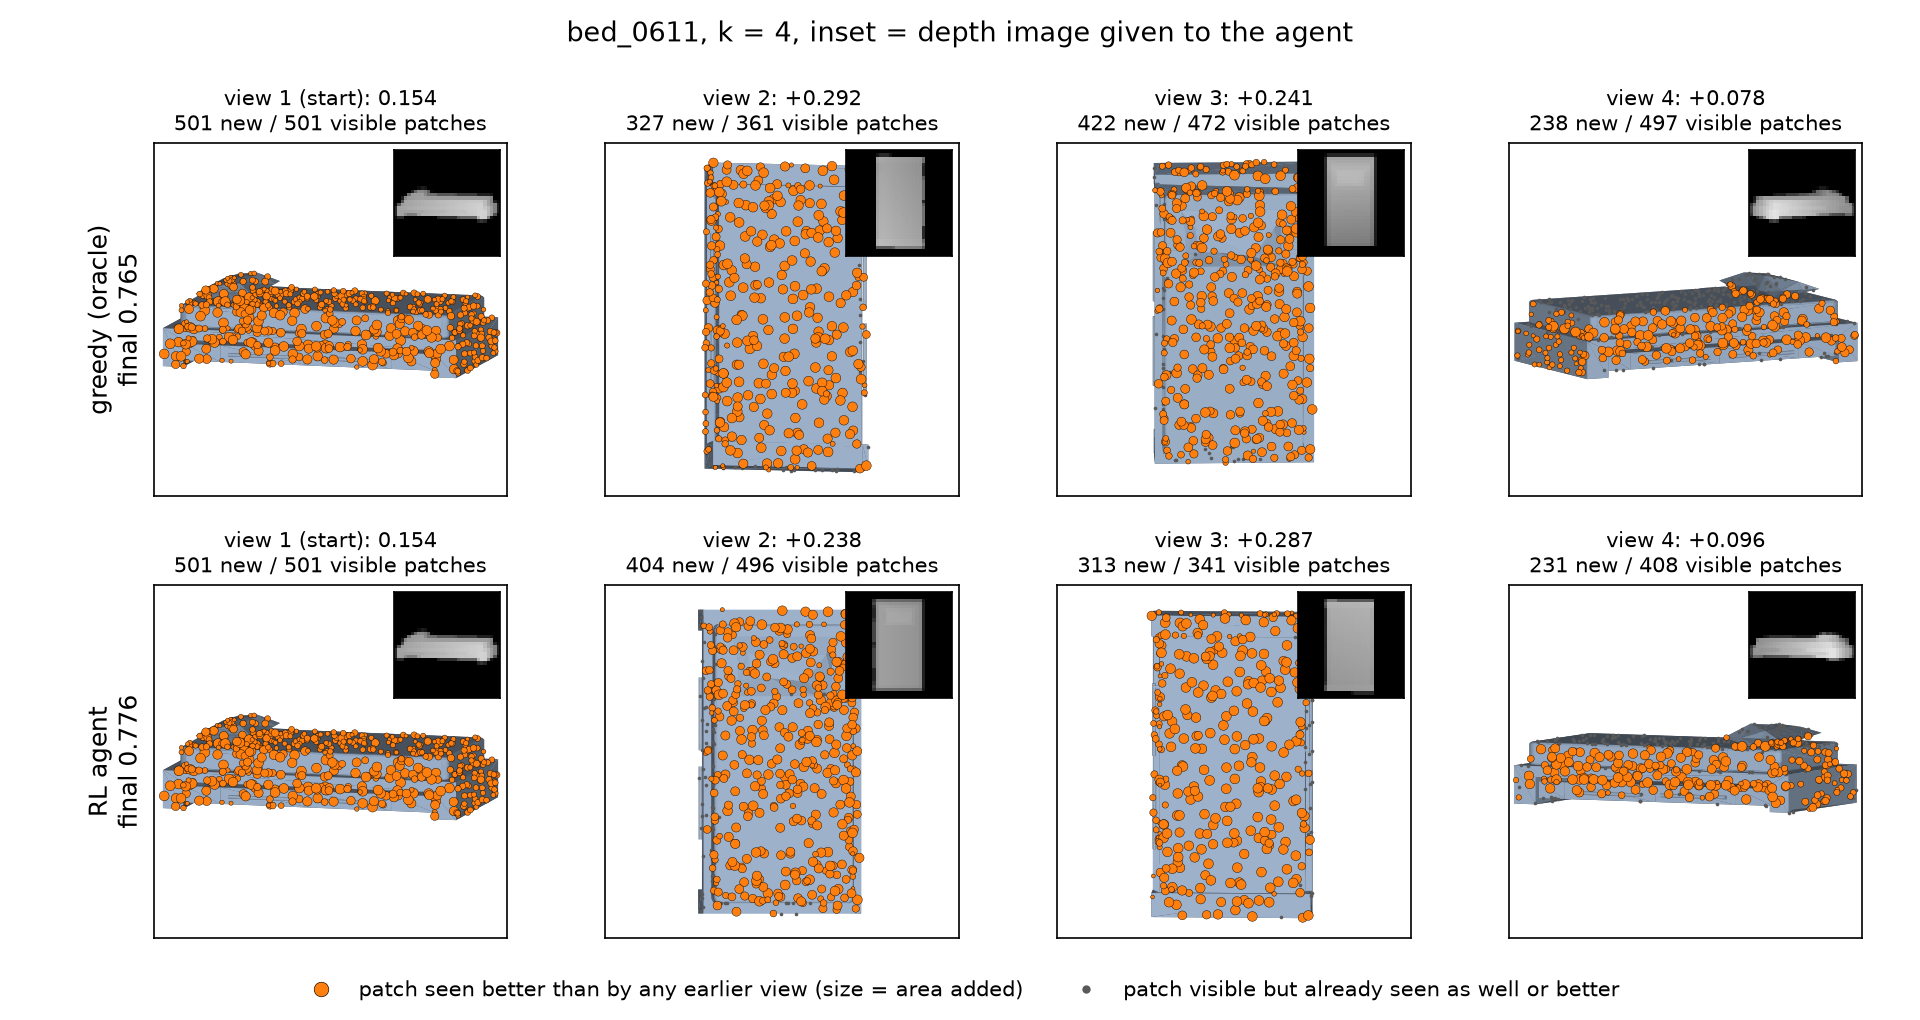 bed_0611, k = 4, inset = depth image given to the agent
view 1 (start): 0.154
501 new / 501 visible patches
view 2: +0.292
327 new / 361 visible patches
view 3: +0.241
422 new / 472 visible patches
view 4: +0.078
238 new / 497 visible patches
greedy (oracle)
final 0.765
view 1 (start): 0.154
501 new / 501 visible patches
view 2: +0.238
404 new / 496 visible patches
view 3: +0.287
313 new / 341 visible patches
view 4: +0.096
231 new / 408 visible patches
RL agent
final 0.776
patch seen better than by any earlier view (size = area added)
patch visible but already seen as well or better